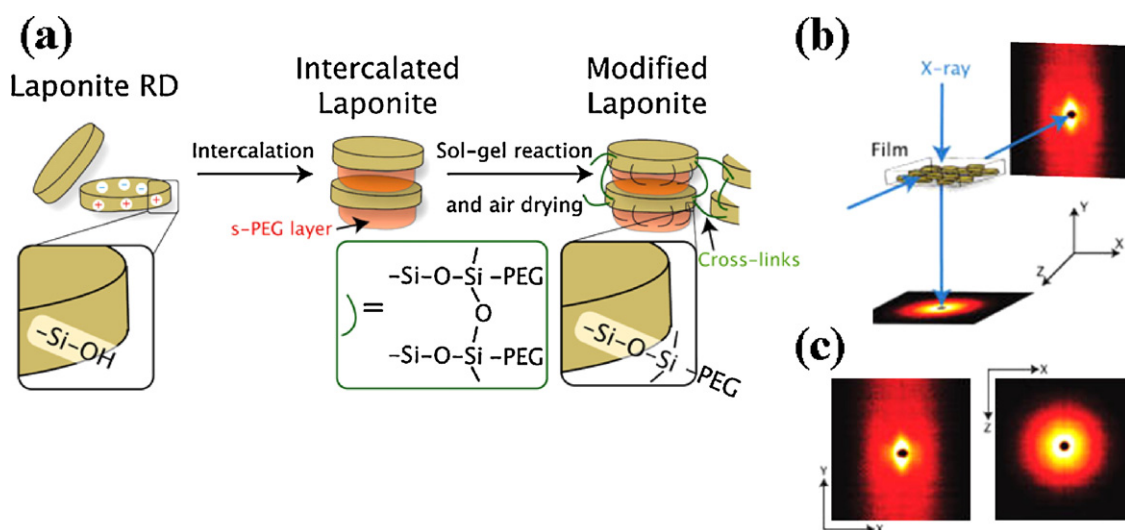 (a)
Laponite RD
Intercalation
Intercalated
Laponite
s-PEG layer
Sol-gel reaction
and air drying
Modified
Laponite
Cross-links
-Si-OH
=
-Si-O-Si-PEG
O
-Si-O-Si-PEG
-Si-O-Si-PEG
(b)
X-ray
Film
Y
X
Z
(c)
Y
X
X
Z